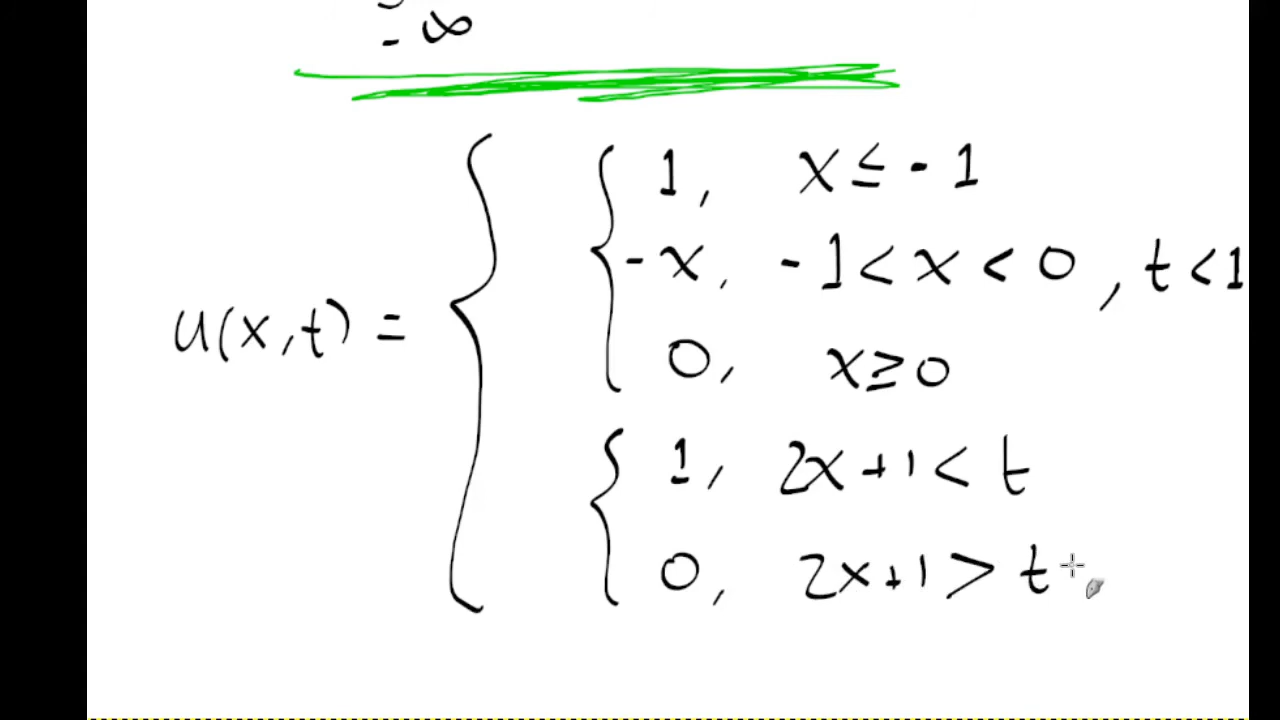 - ∞
1, x ≤ - 1
- x, - 1 < x < 0, t < 1
u(x,t) =
0, x ≥ 0
1, 2x + 1 < t
0, 2x + 1 > t